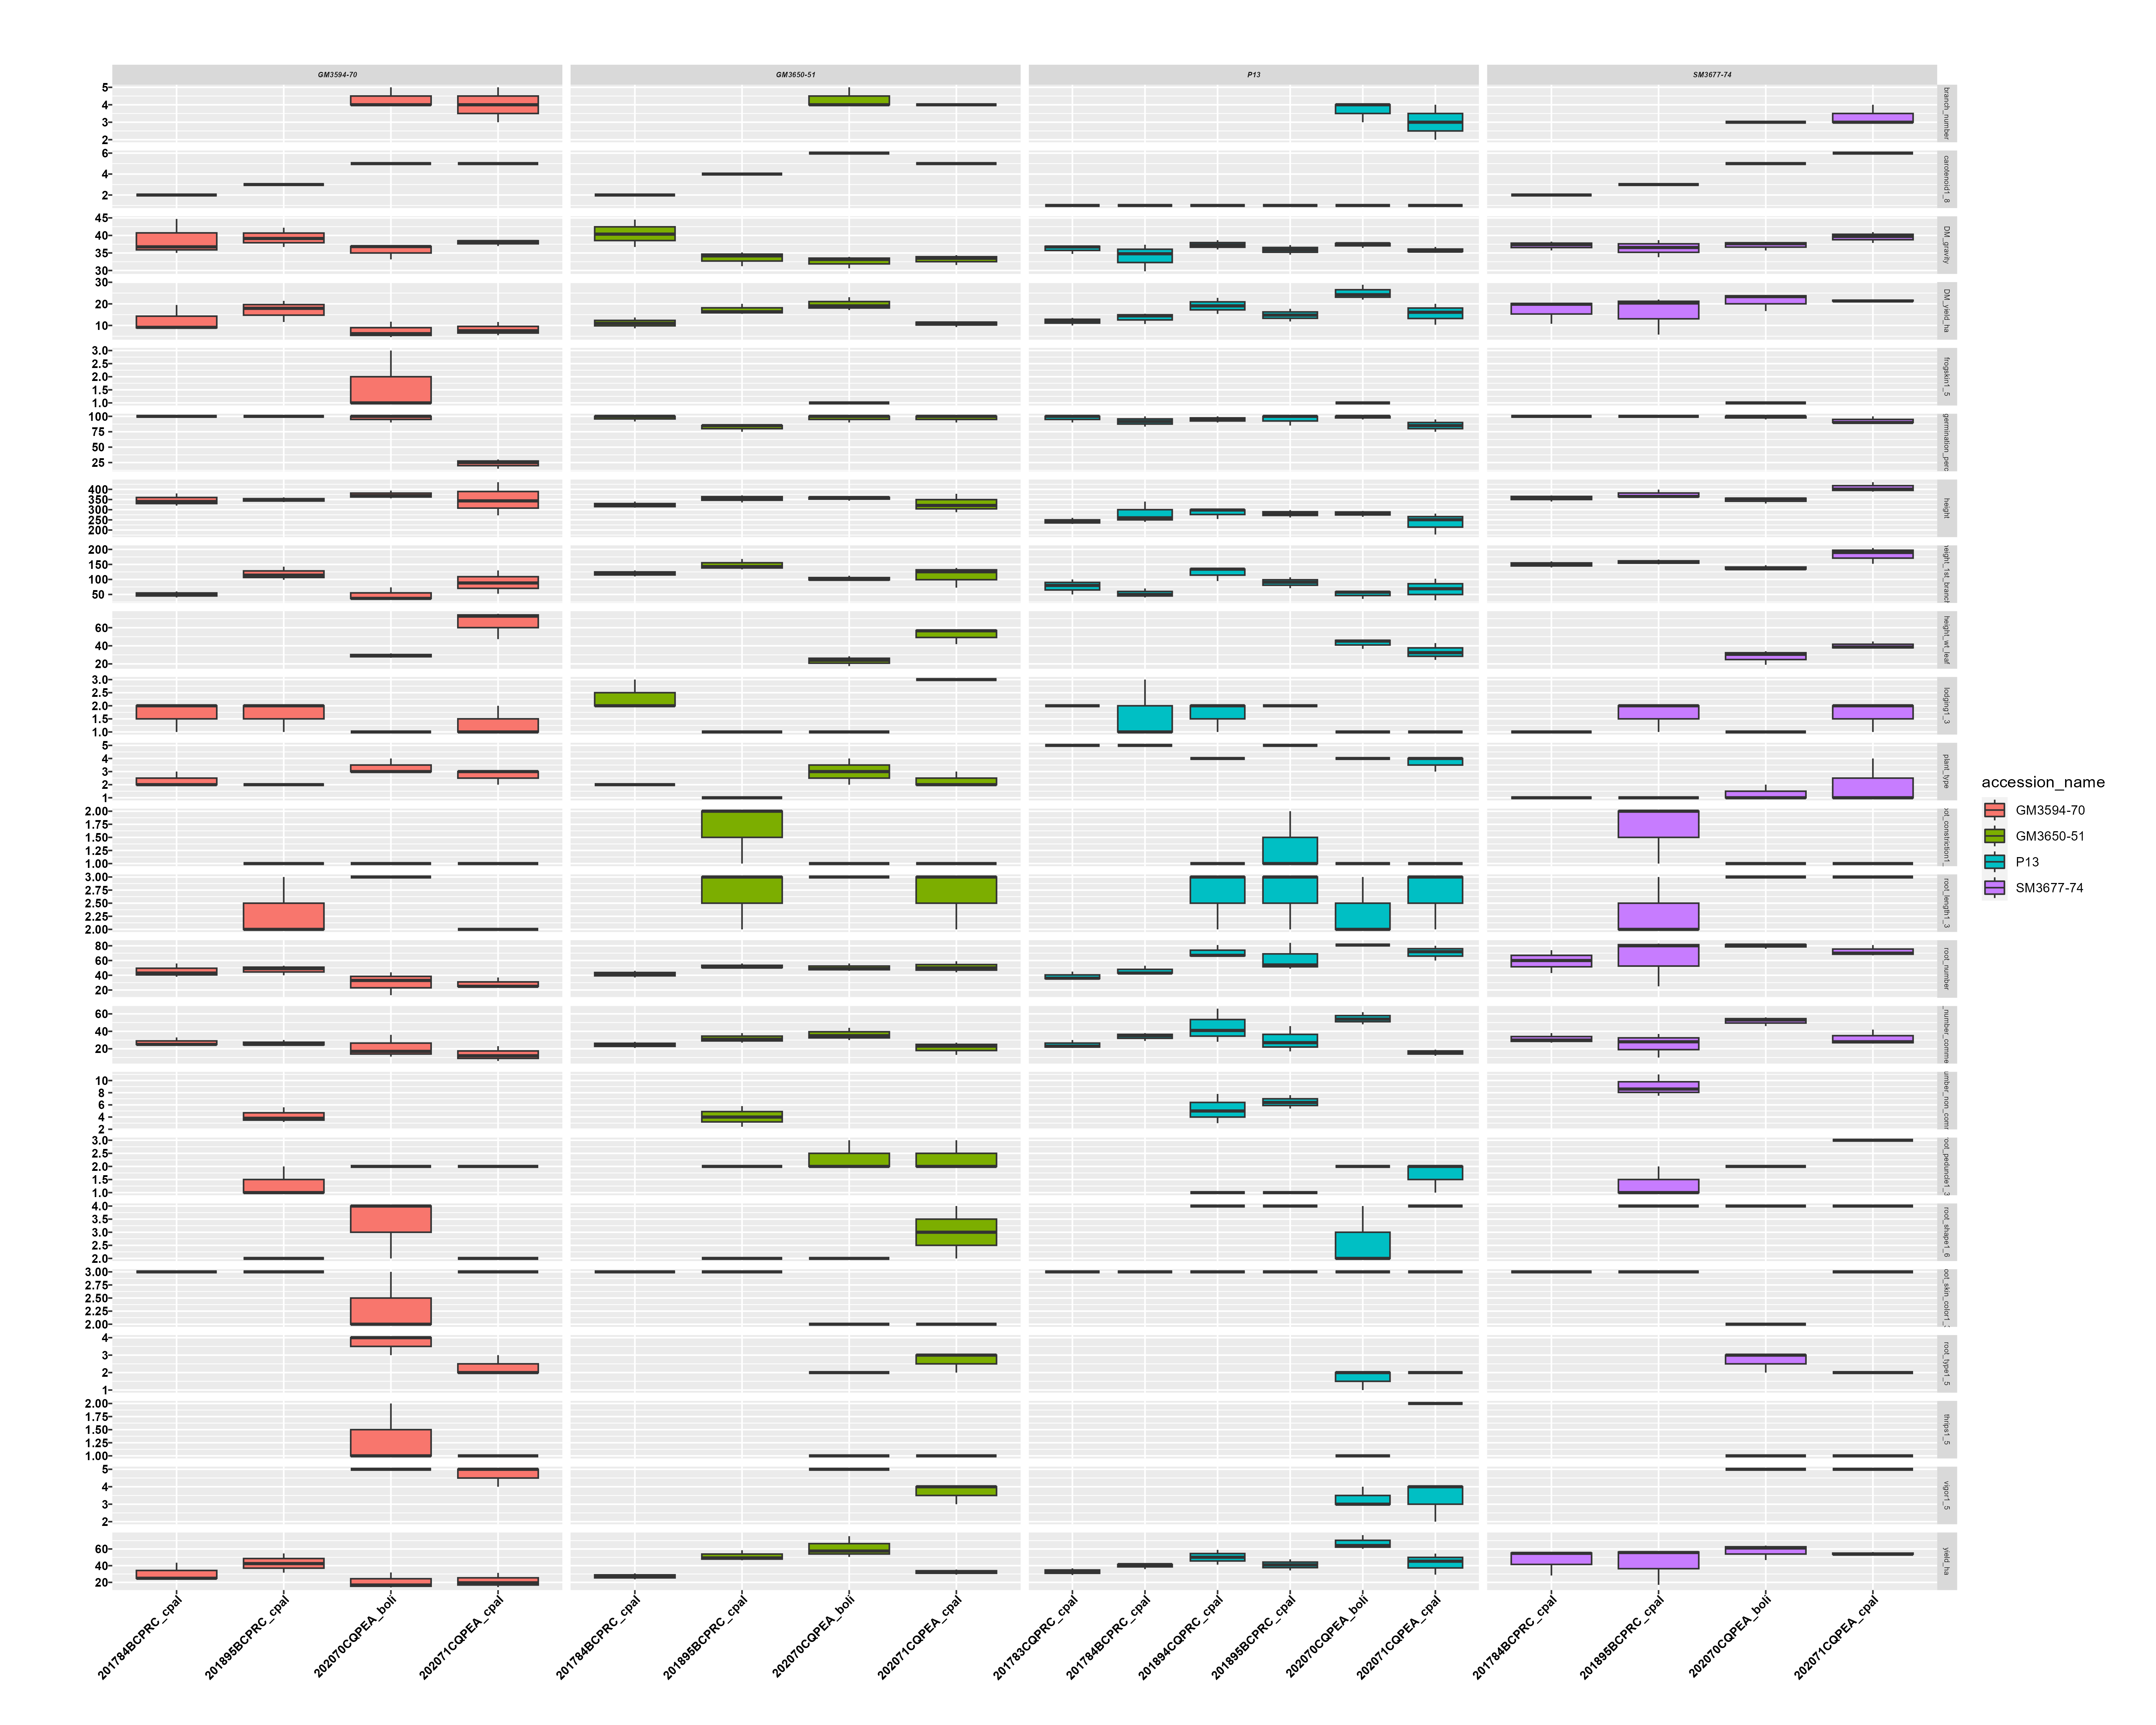 GM3594-70 GM3650-51 P13 SM3677-74
5 4 3 2 branch_number
6 4 2 carotenoid1_8
45 40 35 30 DM_gravity
30 20 10 DM_yield_ha
3.0 2.5 2.0 1.5 1.0 frogskin1_5
100 75 50 25 germination_perc
400 350 300 250 200 height
200 150 100 50 eight_1st_branch
60 40 20 height_wt_leaf
3.0 2.5 2.0 1.5 1.0 lodging1_3
5 4 3 2 1 plant_type
2.00 1.75 1.50 1.25 1.00 ot_constriction1_
3.00 2.75 2.50 2.25 2.00 root_length1_3
80 60 40 20 root_number
60 40 20 _number_comme
10 8 6 4 2 umber_non_com
3.0 2.5 2.0 1.5 1.0 root_peduncle1_3
4.0 3.5 3.0 2.5 2.0 root_shape1_6
3.00 2.75 2.50 2.25 2.00 oot_skin_color1_
4 3 2 1 root_type1_5
2.00 1.75 1.50 1.25 1.00 thrips1_5
5 4 3 2 vigor1_5
60 40 20 yield_ha
201784BCPRC_cpal 201895BCPRC_cpal 202070CQPEA_boli 202071CQPEA_cpal
201784BCPRC_cpal 201895BCPRC_cpal 202070CQPEA_boli 202071CQPEA_cpal
201783CQPRC_cpal 201784BCPRC_cpal 201894CQPRC_cpal 201895BCPRC_cpal 202070CQPEA_boli 202071CQPEA_cpal
201784BCPRC_cpal 201895BCPRC_cpal 202070CQPEA_boli 202071CQPEA_cpal
accession_name
GM3594-70
GM3650-51
P13
SM3677-74